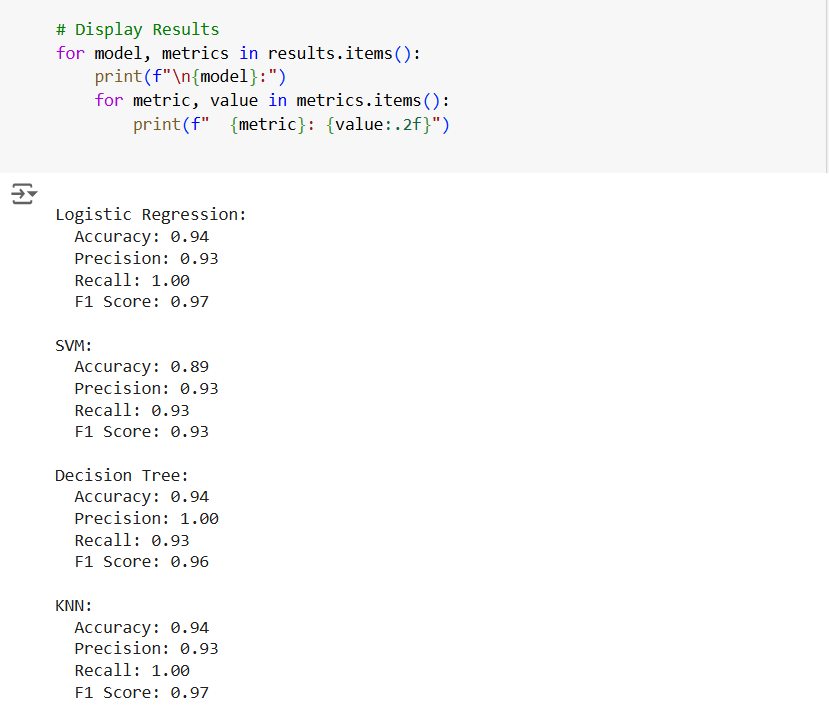 # Display Results
for model, metrics in results.items():
    print(f"\n{model}:")
    for metric, value in metrics.items():
        print(f"  {metric}: {value:.2f}")
Logistic Regression:
  Accuracy: 0.94
  Precision: 0.93
  Recall: 1.00
  F1 Score: 0.97
SVM:
  Accuracy: 0.89
  Precision: 0.93
  Recall: 0.93
  F1 Score: 0.93
Decision Tree:
  Accuracy: 0.94
  Precision: 1.00
  Recall: 0.93
  F1 Score: 0.96
KNN:
  Accuracy: 0.94
  Precision: 0.93
  Recall: 1.00
  F1 Score: 0.97